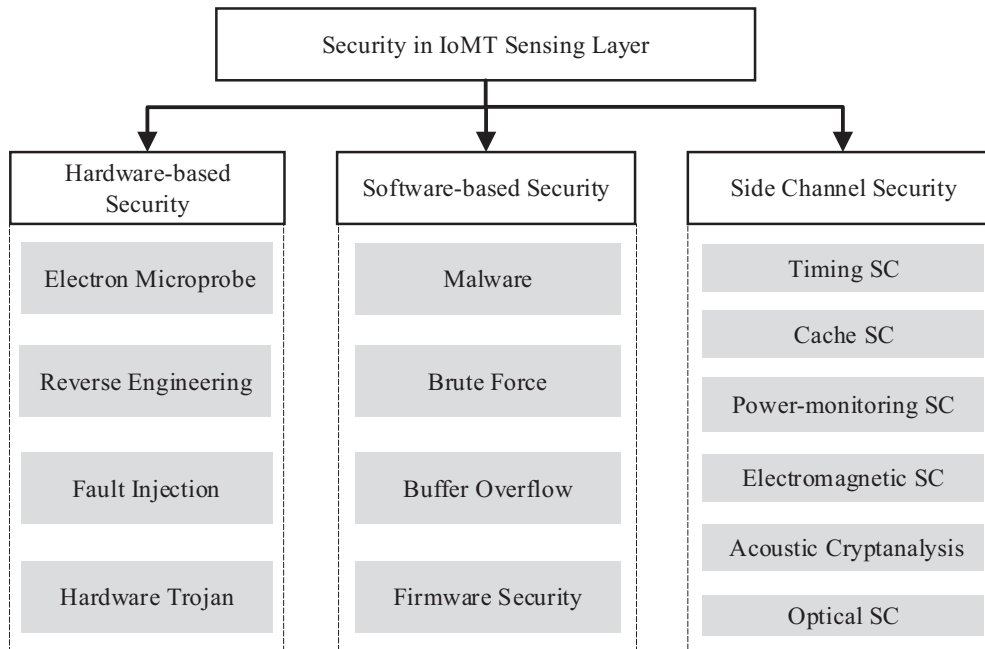 Security in IoMT Sensing Layer
Hardware-based
Security
Electron Microprobe
Reverse Engineering
Fault Injection
Hardware Trojan
Software-based Security
Malware
Brute Force
Buffer Overflow
Firmware Security
Side Channel Security
Timing SC
Cache SC
Power-monitoring SC
Electromagnetic SC
Acoustic Cryptanalysis
Optical SC